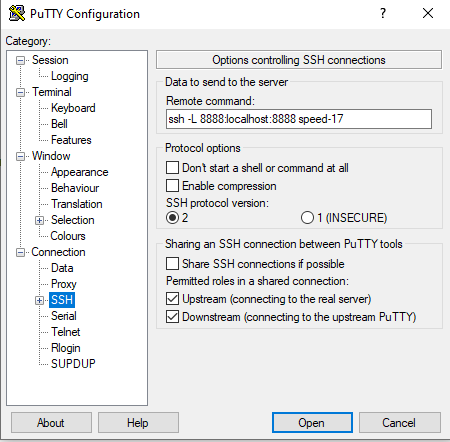 PuTTY Configuration
Category:
Session
Logging
Terminal
Keyboard
Bell
Features
Window
Appearance
Behaviour
Translation
Selection
Colours
Connection
Data
Proxy
SSH
Serial
Telnet
Rlogin
SUPDUP
Options controlling SSH connections
Data to send to the server
Remote command:
ssh -L 8888:localhost:8888 speed-17
Protocol options
Don't start a shell or command at all
Enable compression
SSH protocol version:
2 1 (INSECURE)
Sharing an SSH connection between PuTTY tools
Share SSH connections if possible
Permitted roles in a shared connection:
Upstream (connecting to the real server)
Downstream (connecting to the upstream PuTTY)
About Help Open Cancel